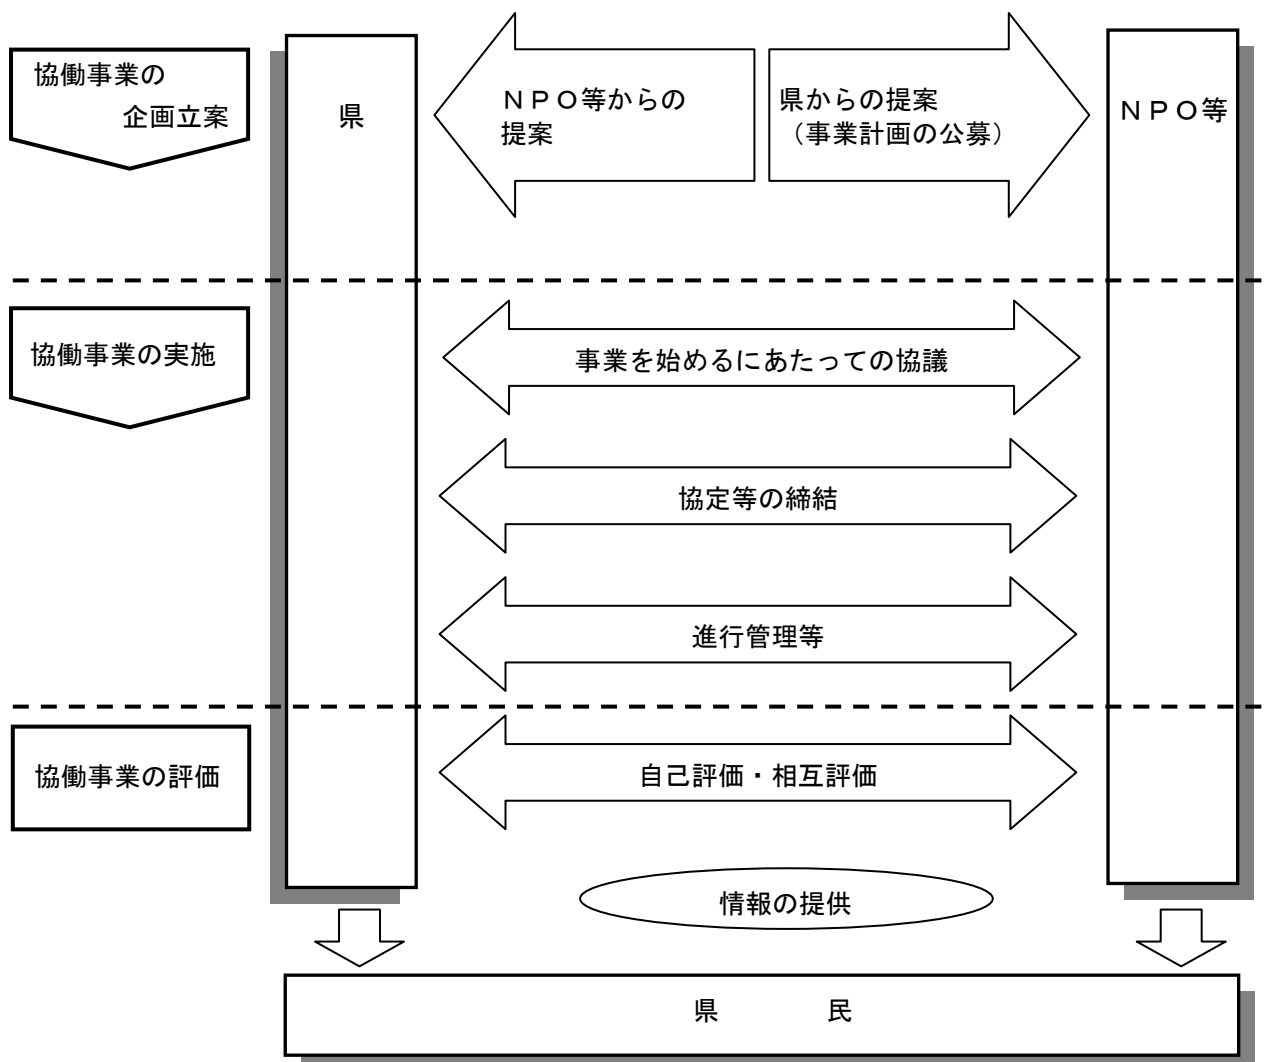 協働事業の
企画立案
県
NPO等からの
提案
県からの提案
(事業計画の公募)
NPO等
協働事業の実施
事業を始めるにあたっての協議
協定等の締結
進行管理等
協働事業の評価
自己評価・相互評価
情報の提供
県 民